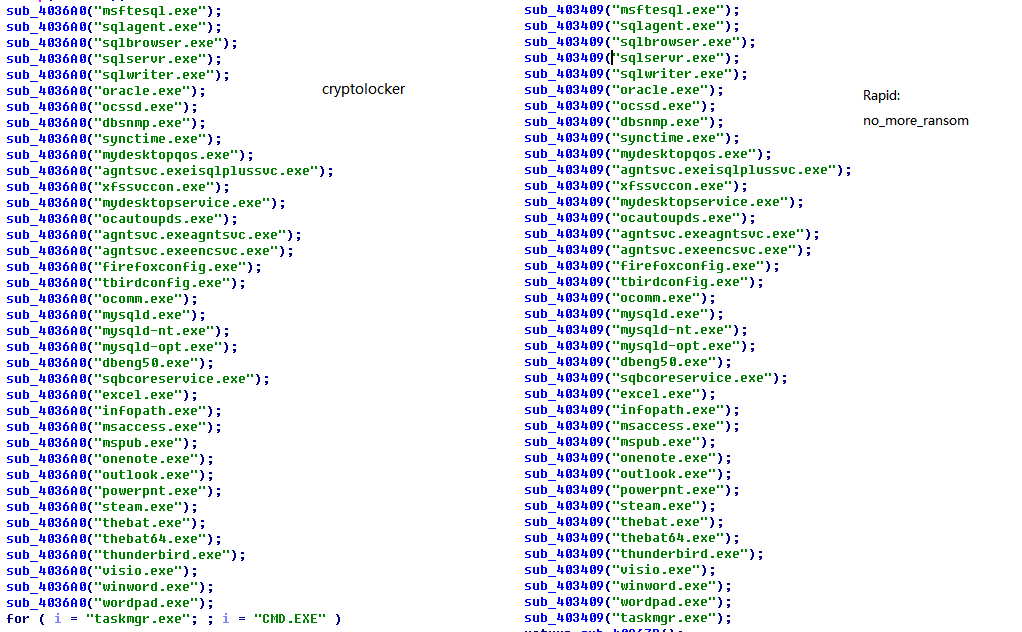 sub_4036A0("msftesql.exe");
sub_4036A0("sqlagent.exe");
sub_4036A0("sqlbrowser.exe");
sub_4036A0("sqlservr.exe");
sub_4036A0("sqlwriter.exe");
sub_4036A0("oracle.exe");
sub_4036A0("ocssd.exe");
sub_4036A0("dbsnmp.exe");
sub_4036A0("synctime.exe");
sub_4036A0("mydesktopqos.exe");
sub_4036A0("agntsvc.exeisqlplussvc.exe");
sub_4036A0("xfssvccon.exe");
sub_4036A0("mydesktopservice.exe");
sub_4036A0("ocautoupds.exe");
sub_4036A0("agntsvc.exeagntsvc.exe");
sub_4036A0("agntsvc.exeencsvc.exe");
sub_4036A0("firefoxconfig.exe");
sub_4036A0("tbirdconfig.exe");
sub_4036A0("ocomm.exe");
sub_4036A0("mysqld.exe");
sub_4036A0("mysqld-nt.exe");
sub_4036A0("mysqld-opt.exe");
sub_4036A0("dbeng50.exe");
sub_4036A0("sqbcoreservice.exe");
sub_4036A0("excel.exe");
sub_4036A0("infopath.exe");
sub_4036A0("msaccess.exe");
sub_4036A0("mspub.exe");
sub_4036A0("onenote.exe");
sub_4036A0("outlook.exe");
sub_4036A0("powerpnt.exe");
sub_4036A0("steam.exe");
sub_4036A0("thebat.exe");
sub_4036A0("thebat64.exe");
sub_4036A0("thunderbird.exe");
sub_4036A0("visio.exe");
sub_4036A0("winword.exe");
sub_4036A0("wordpad.exe");
for ( i = "taskmgr.exe"; ; i = "CMD.EXE" )
cryptolocker
sub_403409("msftesql.exe");
sub_403409("sqlagent.exe");
sub_403409("sqlbrowser.exe");
sub_403409("sqlservr.exe");
sub_403409("sqlwriter.exe");
sub_403409("oracle.exe");
sub_403409("ocssd.exe");
sub_403409("dbsnmp.exe");
sub_403409("synctime.exe");
sub_403409("mydesktopqos.exe");
sub_403409("agntsvc.exeisqlplussvc.exe");
sub_403409("xfssvccon.exe");
sub_403409("mydesktopservice.exe");
sub_403409("ocautoupds.exe");
sub_403409("agntsvc.exeagntsvc.exe");
sub_403409("agntsvc.exeencsvc.exe");
sub_403409("firefoxconfig.exe");
sub_403409("tbirdconfig.exe");
sub_403409("ocomm.exe");
sub_403409("mysqld.exe");
sub_403409("mysqld-nt.exe");
sub_403409("mysqld-opt.exe");
sub_403409("dbeng50.exe");
sub_403409("sqbcoreservice.exe");
sub_403409("excel.exe");
sub_403409("infopath.exe");
sub_403409("msaccess.exe");
sub_403409("mspub.exe");
sub_403409("onenote.exe");
sub_403409("outlook.exe");
sub_403409("powerpnt.exe");
sub_403409("steam.exe");
sub_403409("thebat.exe");
sub_403409("thebat64.exe");
sub_403409("thunderbird.exe");
sub_403409("visio.exe");
sub_403409("winword.exe");
sub_403409("wordpad.exe");
sub_403409("taskmgr.exe");
Rapid:
no_more_ransom